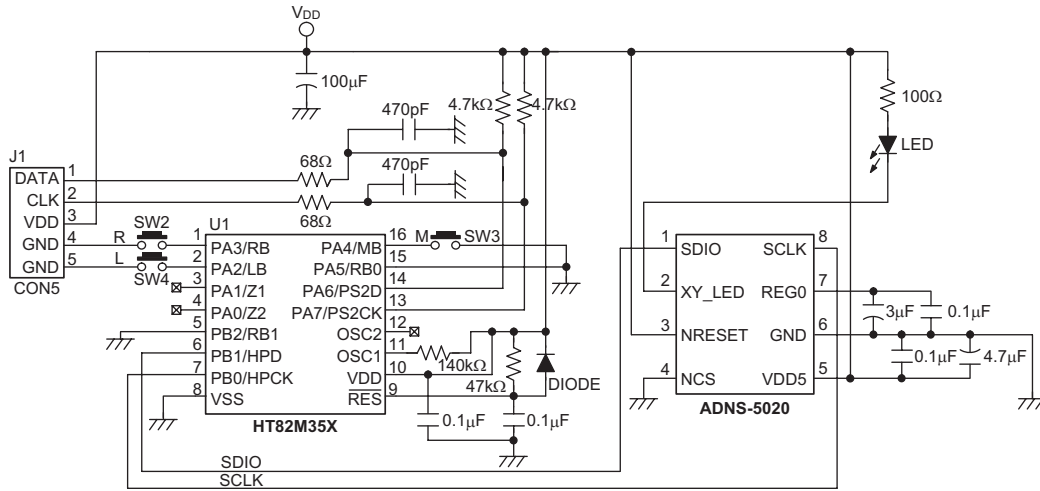 VDD
100µF
4.7kΩ
4.7kΩ
470pF
470pF
68Ω
68Ω
100Ω
LED
J1
DATA 1
CLK 2
VDD 3
GND 4
GND 5
CON5
R SW2
L SW4
U1
1 PA3/RB
2 PA2/LB
3 PA1/Z1
4 PA0/Z2
5 PB2/RB1
6 PB1/HPD
7 PB0/HPCK
8 VSS
PA4/MB 16
PA5/RB0 15
PA6/PS2D 14
PA7/PS2CK 13
OSC2 12
OSC1 11
VDD 10
RES 9
HT82M35X
M SW3
140kΩ
47kΩ
DIODE
0.1µF
0.1µF
1 SDIO
2 XY_LED
3 NRESET
4 NCS
SCLK 8
REG0 7
GND 6
VDD5 5
ADNS-5020
3µF
0.1µF
0.1µF
4.7µF
SDIO
SCLK